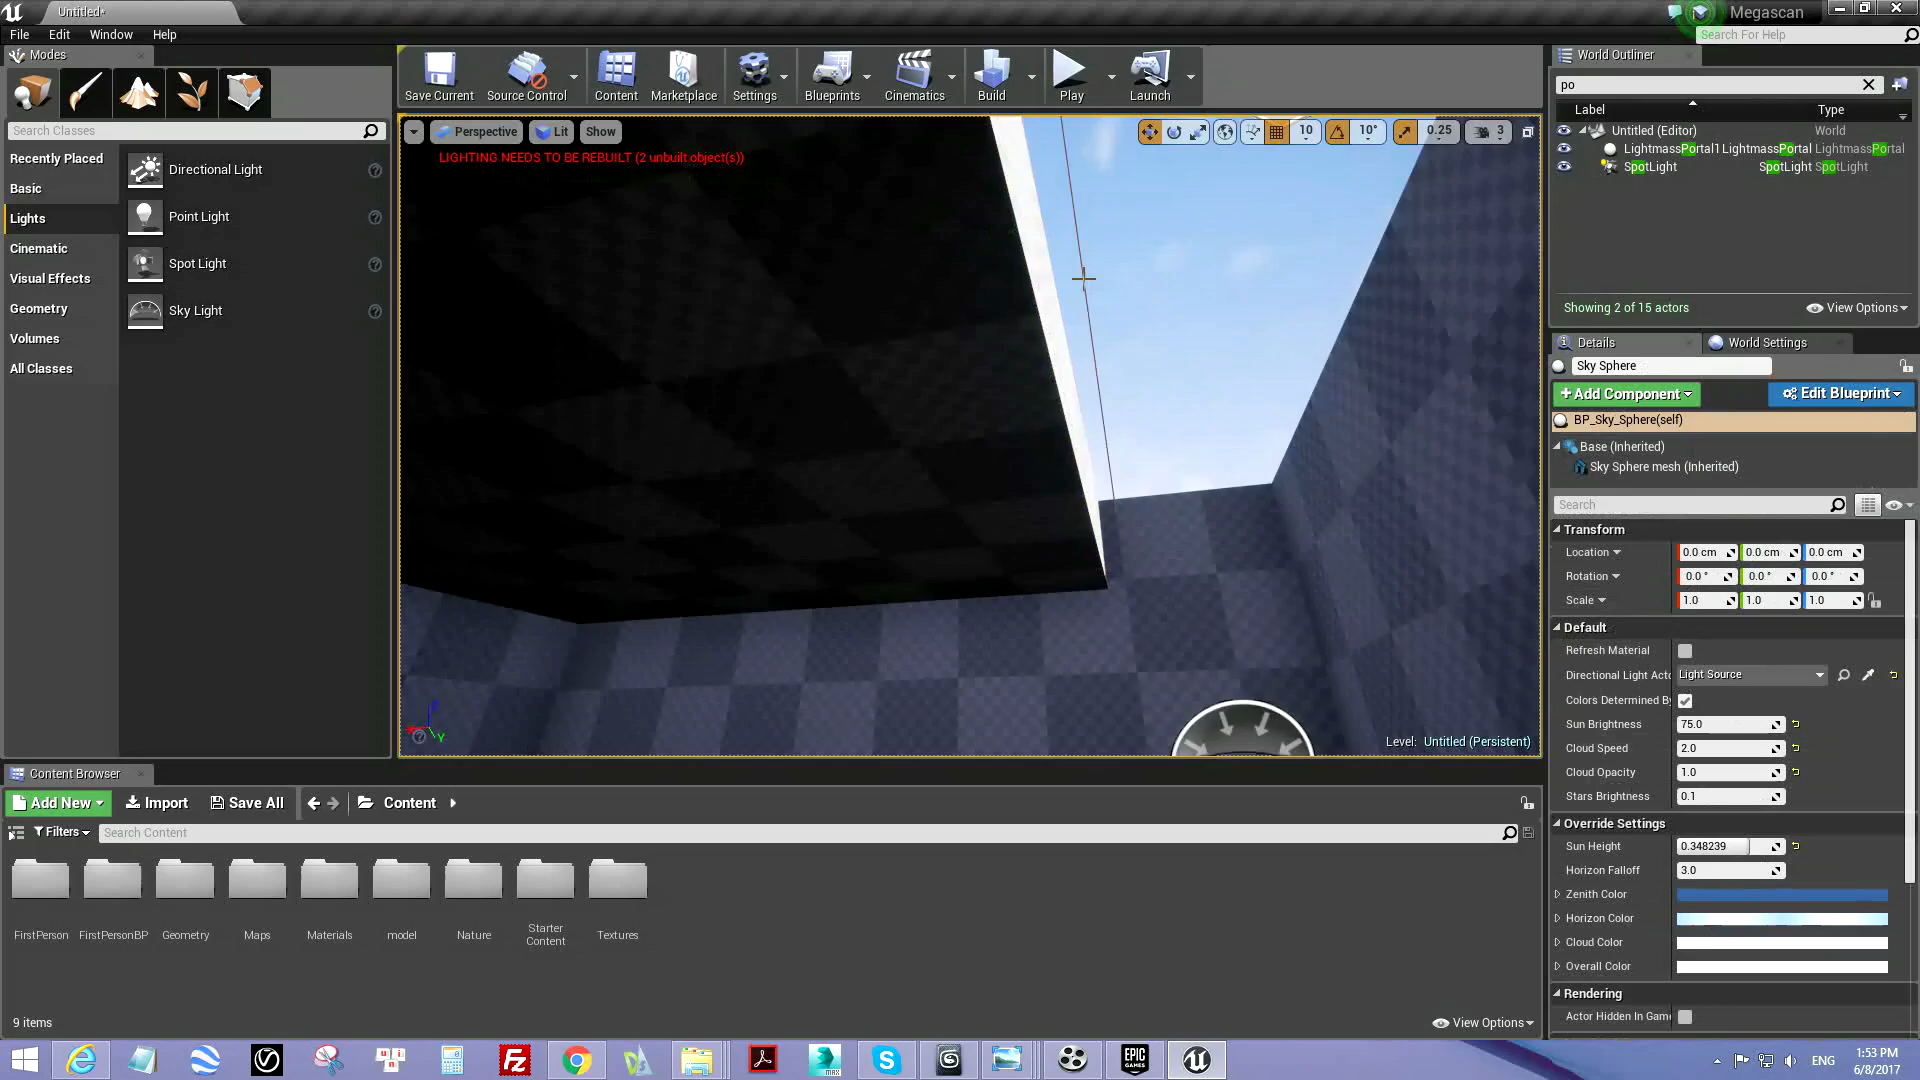 Untitled*
Megascan
File Edit Window Help
Search For Help
Modes
Search Classes
Recently Placed
Basic
Lights
Cinematic
Visual Effects
Geometry
Volumes
All Classes
Directional Light
Point Light
Spot Light
Sky Light
Save Current Source Control Content Marketplace Settings Blueprints Cinematics Build Play Launch
Perspective Lit Show
10 10° 0.25 3
LIGHTING NEEDS TO BE REBUILT (2 unbuilt object(s))
Level: Untitled (Persistent)
World Outliner
po
Label Type
Untitled (Editor) World
LightmassPortal1 LightmassPortal LightmassPortal
SpotLight SpotLight SpotLight
Showing 2 of 15 actors View Options
Details World Settings
Sky Sphere
+Add Component Edit Blueprint
BP_Sky_Sphere(self)
Base (Inherited)
Sky Sphere mesh (Inherited)
Search
Transform
Location 0.0 cm 0.0 cm 0.0 cm
Rotation 0.0 ° 0.0 ° 0.0 °
Scale 1.0 1.0 1.0
Default
Refresh Material
Directional Light Acto Light Source
Colors Determined By
Sun Brightness 75.0
Cloud Speed 2.0
Cloud Opacity 1.0
Stars Brightness 0.1
Override Settings
Sun Height 0.348239
Horizon Falloff 3.0
Zenith Color
Horizon Color
Cloud Color
Overall Color
Rendering
Actor Hidden In Game
Content Browser
Add New Import Save All Content
Filters Search Content
FirstPerson FirstPersonBP Geometry Maps Materials model Nature Starter Content Textures
9 items View Options
ENG 1:53 PM
6/8/2017